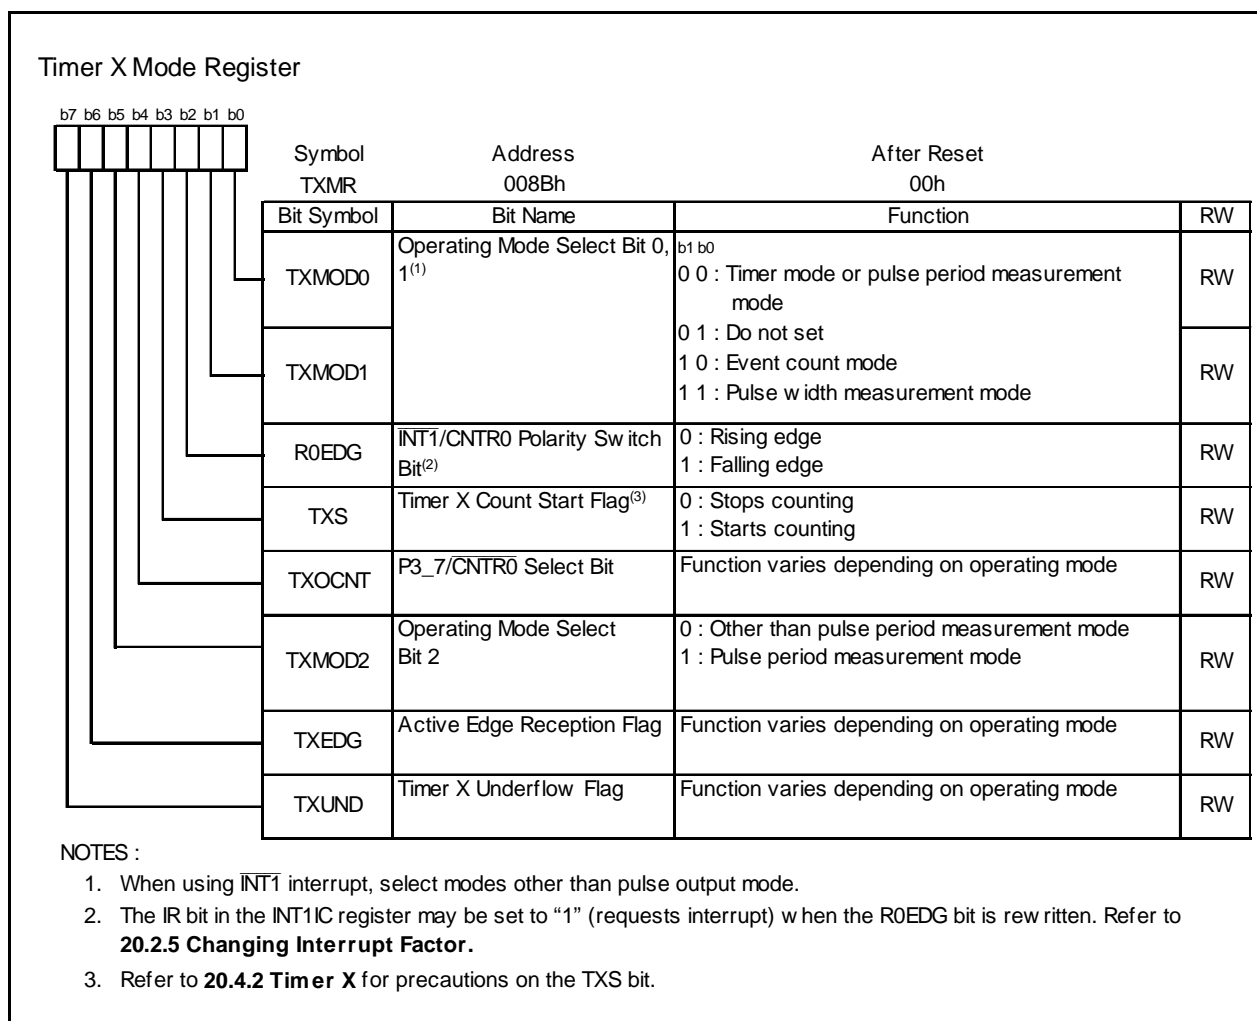 Timer X Mode Register
b7 b6 b5 b4 b3 b2 b1 b0
Symbol Address After Reset
TXMR 008Bh 00h
Bit Symbol Bit Name Function RW
TXMOD0 Operating Mode Select Bit 0, 1(1) b1 b0 RW
0 0 : Timer mode or pulse period measurement
mode
0 1 : Do not set
TXMOD1 1 0 : Event count mode RW
1 1 : Pulse width measurement mode
R0EDG INT1/CNTR0 Polarity Switch 0 : Rising edge RW
Bit(2) 1 : Falling edge
TXS Timer X Count Start Flag(3) 0 : Stops counting RW
1 : Starts counting
TXOCNT P3_7/CNTR0 Select Bit Function varies depending on operating mode RW
TXMOD2 Operating Mode Select 0 : Other than pulse period measurement mode RW
Bit 2 1 : Pulse period measurement mode
TXEDG Active Edge Reception Flag Function varies depending on operating mode RW
TXUND Timer X Underflow Flag Function varies depending on operating mode RW
NOTES :
1. When using INT1 interrupt, select modes other than pulse output mode.
2. The IR bit in the INT1IC register may be set to “1” (requests interrupt) when the R0EDG bit is rewritten. Refer to
20.2.5 Changing Interrupt Factor.
3. Refer to 20.4.2 Timer X for precautions on the TXS bit.